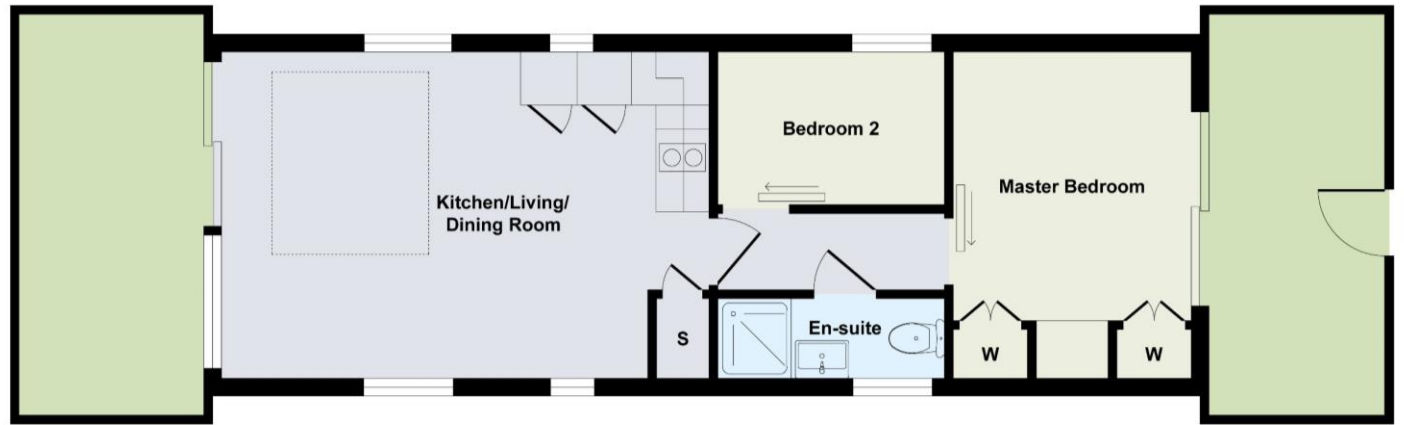 Bedroom 2
Master Bedroom
Kitchen/Living/
Dining Room
En-suite
S
W
W